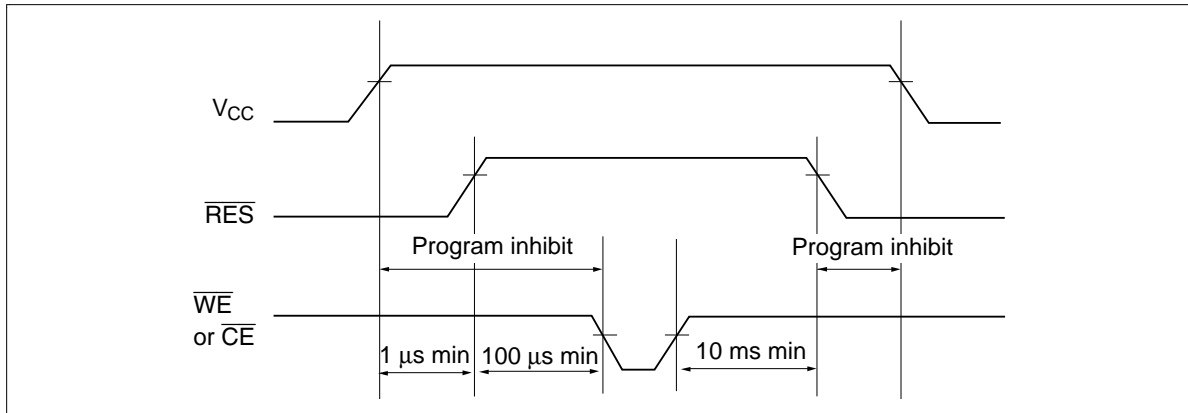 VCC
RES
Program inhibit
Program inhibit
WE
or CE
1 μs min
100 μs min
10 ms min